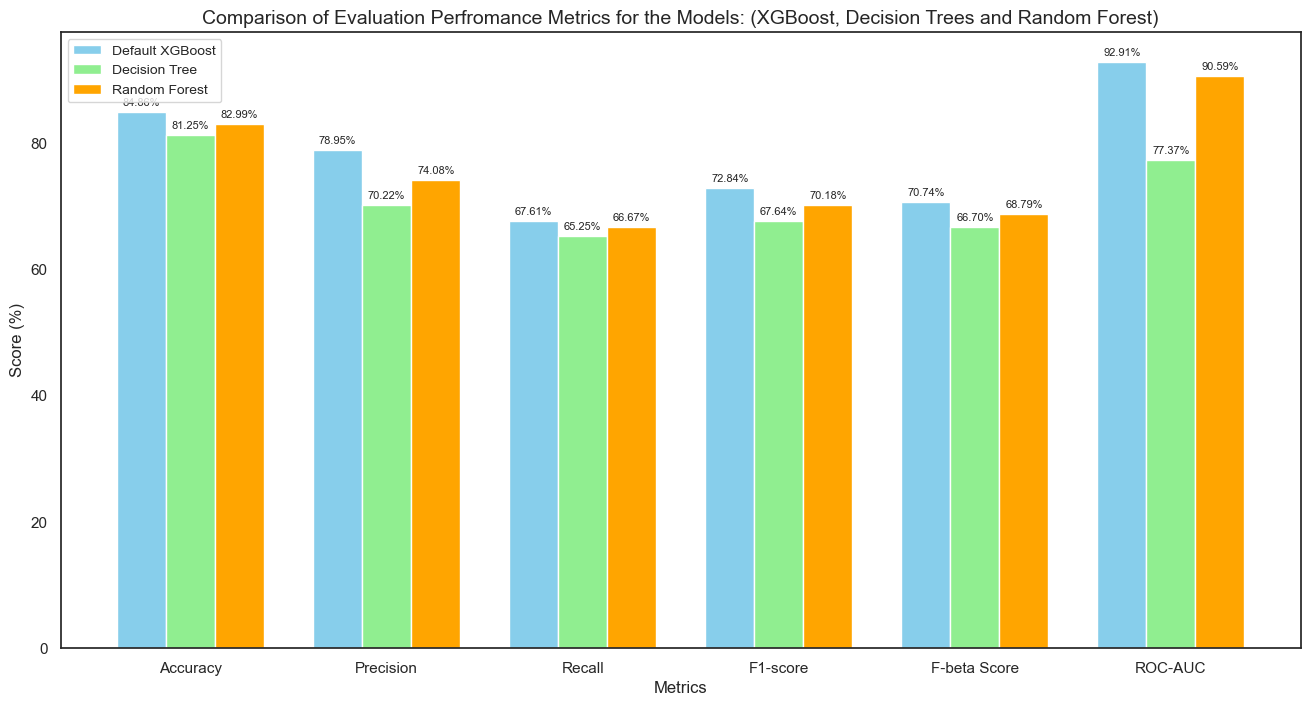 Comparison of Evaluation Perfromance Metrics for the Models: (XGBoost, Decision Trees and Random Forest)
Default XGBoost
Decision Tree
Random Forest
81.25%
82.99%
78.95%
70.22%
74.08%
67.61%
65.25%
66.67%
72.84%
67.64%
70.18%
70.74%
66.70%
68.79%
92.91%
77.37%
90.59%
Score (%)
80
60
40
20
0
Accuracy
Precision
Recall
F1-score
F-beta Score
ROC-AUC
Metrics